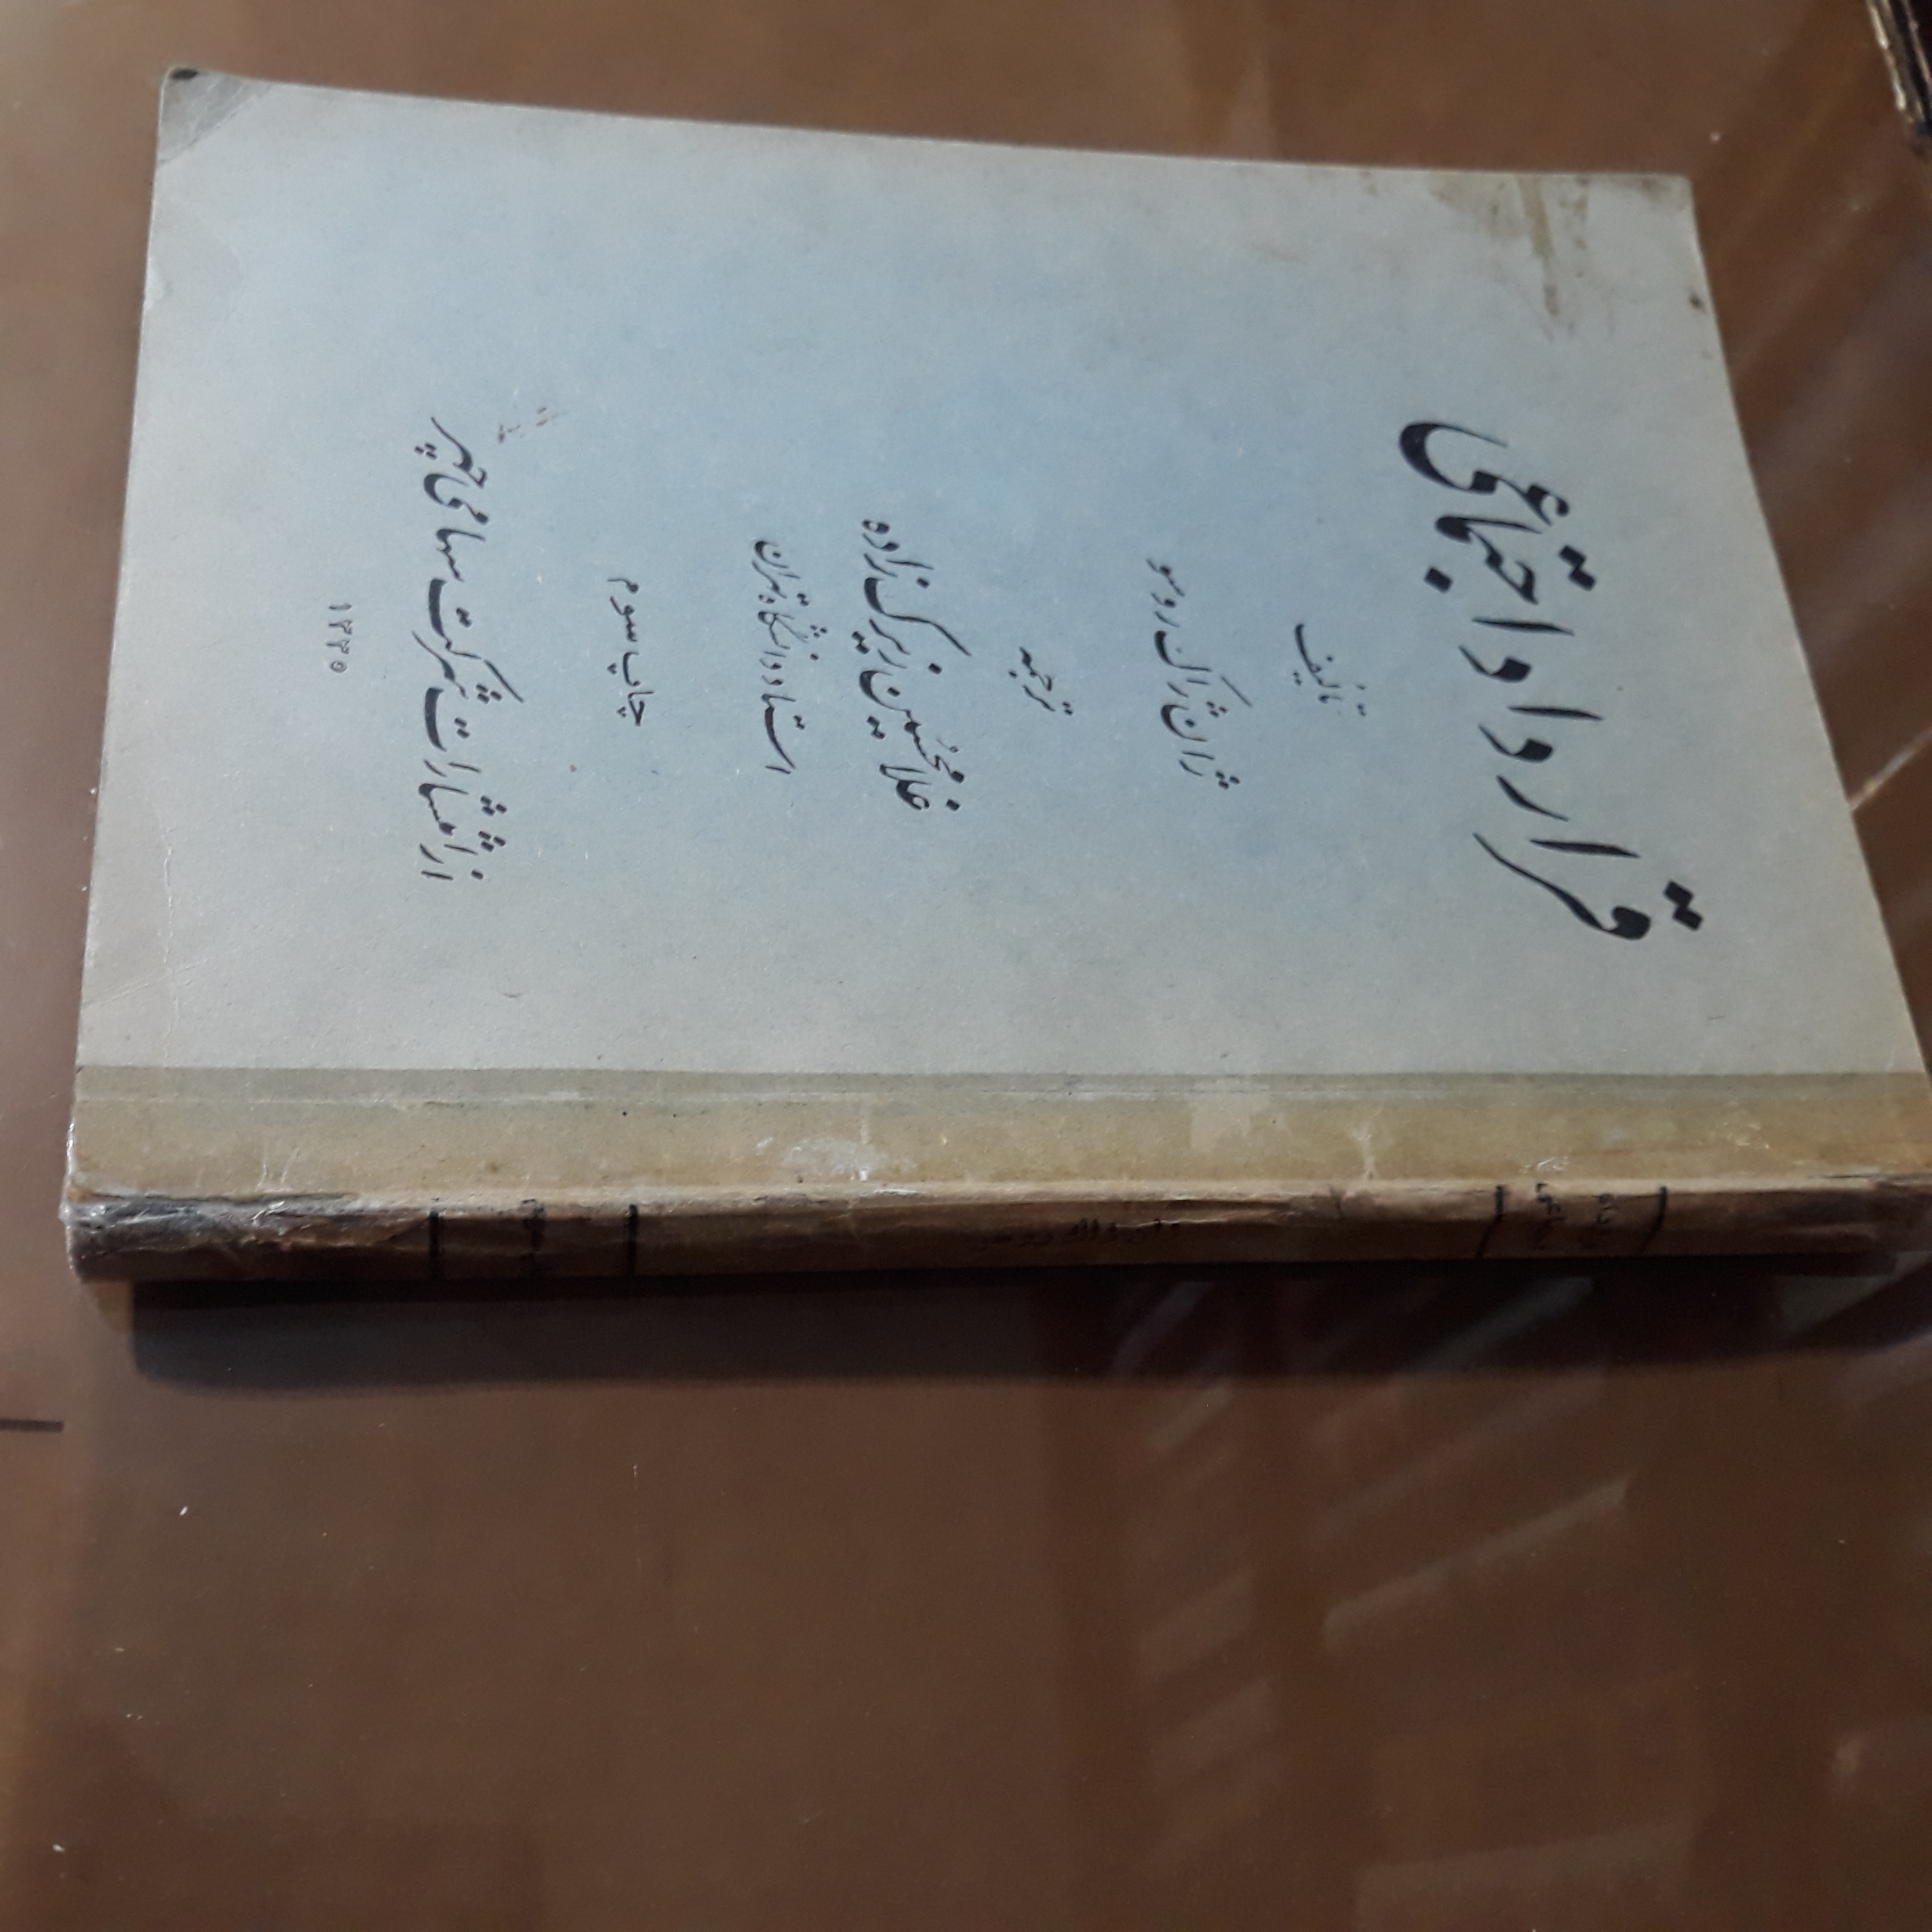 قرارداد اجتماعی
تألیف
ژان ژاک روسو
ترجمه
غلامحسین زیرک زاده
استاد دانشگاه تهران
چاپ سوم
از انتشارات شرکت سهامی چهر